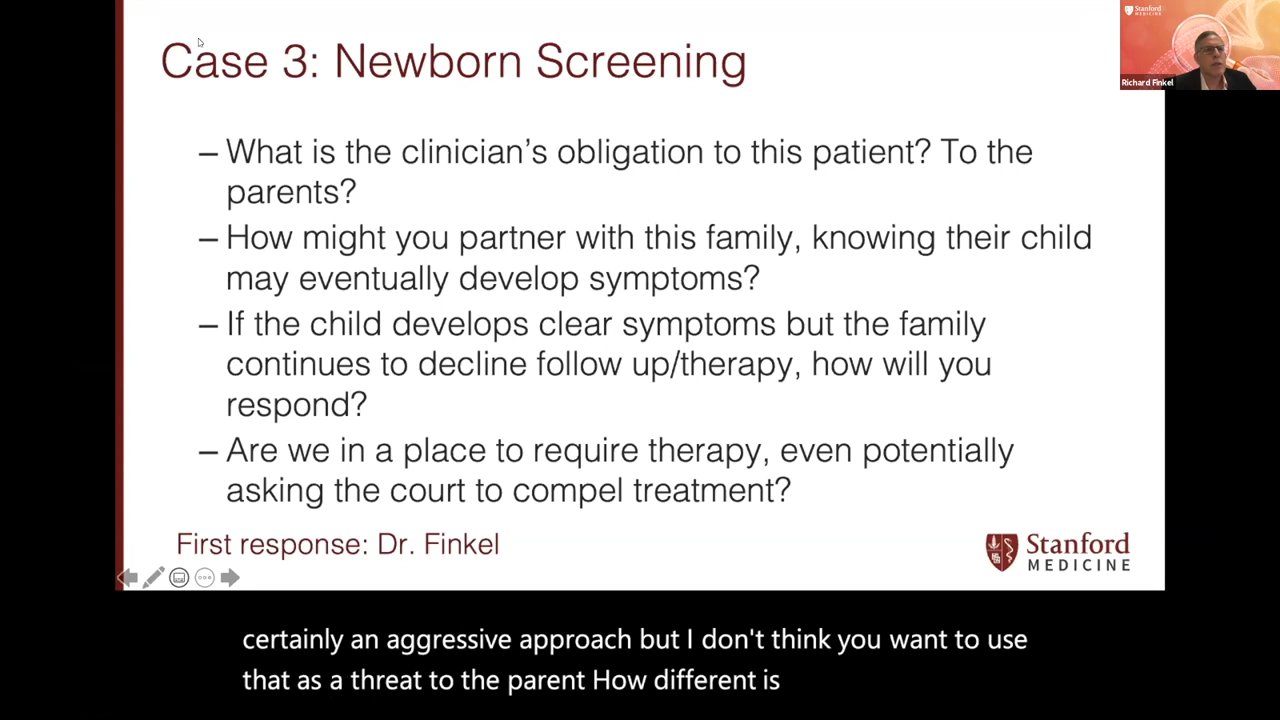 Case 3: Newborn Screening
Stanford
MEDICINE
Richard Finkel
– What is the clinician's obligation to this patient? To the
parents?
– How might you partner with this family, knowing their child
may eventually develop symptoms?
– If the child develops clear symptoms but the family
continues to decline follow up/therapy, how will you
respond?
– Are we in a place to require therapy, even potentially
asking the court to compel treatment?
First response: Dr. Finkel
Stanford
MEDICINE
certainly an aggressive approach but I don't think you want to use
that as a threat to the parent How different is